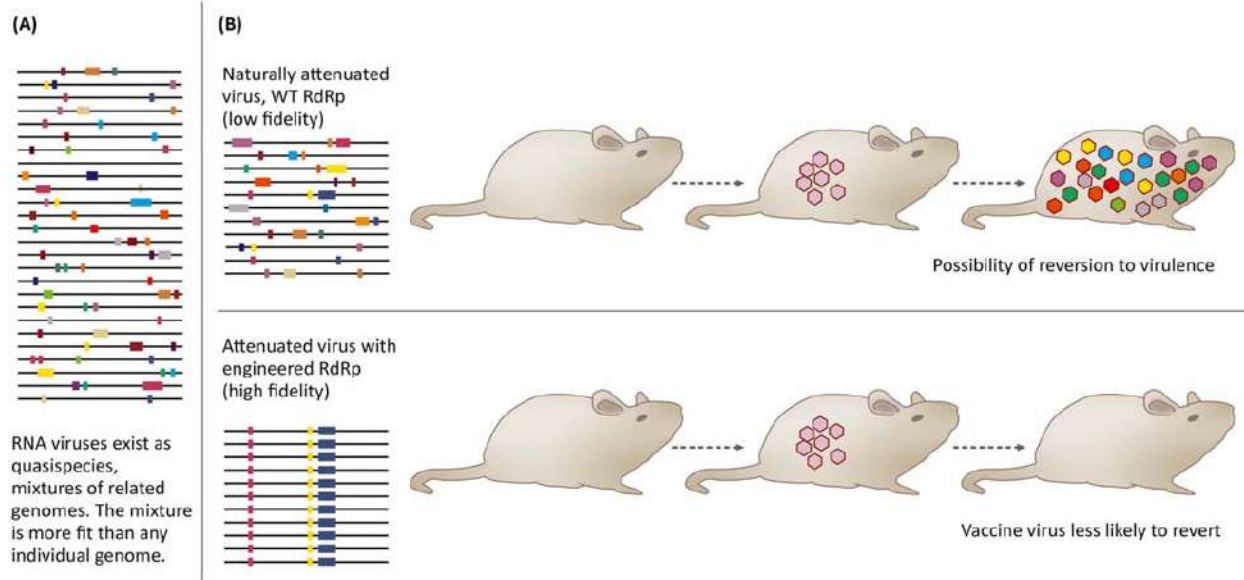 (A)
RNA viruses exist as
quasispecies,
mixtures of related
genomes. The mixture
is more fit than any
individual genome.
(B)
Naturally attenuated
virus, WT RdRp
(low fidelity)
Possibility of reversion to virulence
Attenuated virus with
engineered RdRp
(high fidelity)
Vaccine virus less likely to revert